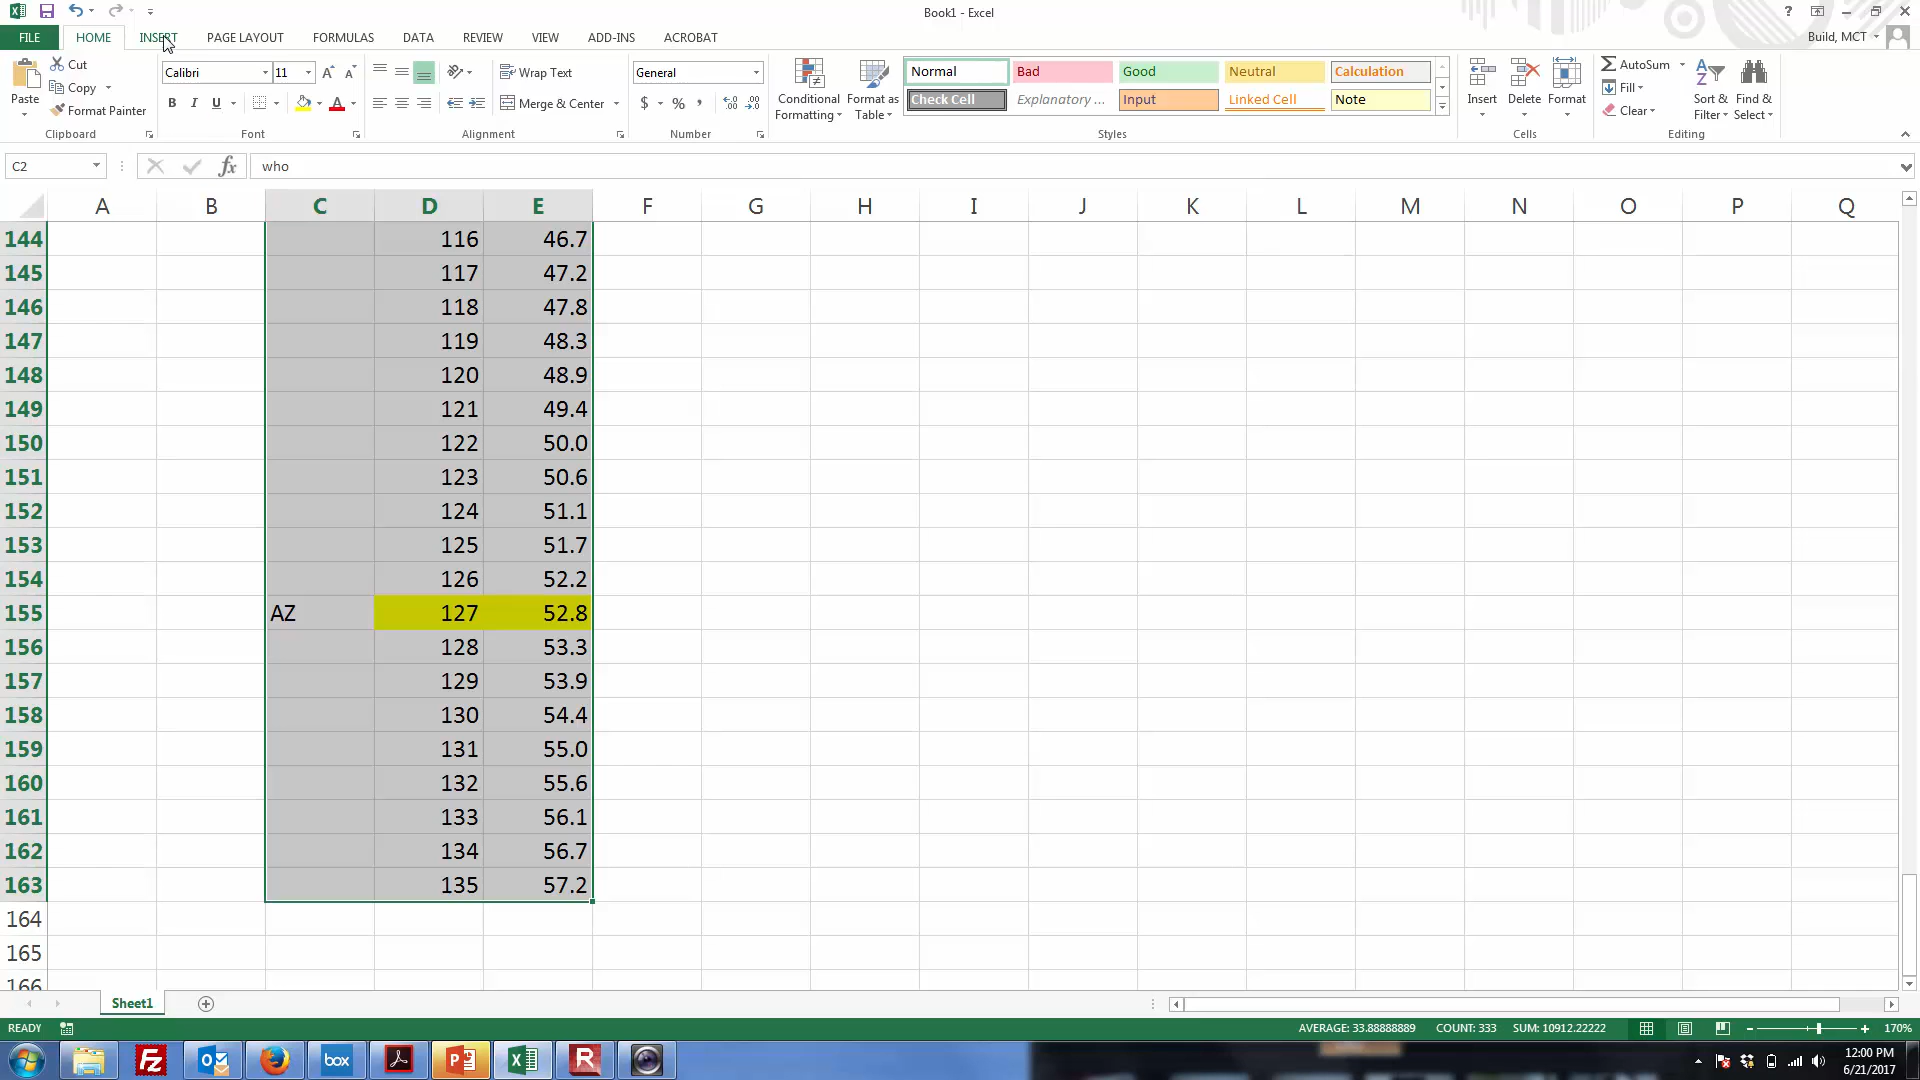 Book1 - Excel
FILE HOME INSERT PAGE LAYOUT FORMULAS DATA REVIEW VIEW ADD-INS ACROBAT Build, MCT
Paste
Cut
Copy
Format Painter
Clipboard
Calibri 11
B I U
Font
Wrap Text
Merge & Center
Alignment
General
$ % ,
Number
Conditional Formatting
Format as Table
Normal Bad Good Neutral Calculation
Check Cell Explanatory ... Input Linked Cell Note
Styles
Insert Delete Format
Cells
AutoSum
Fill
Clear
Sort & Filter
Find & Select
Editing
C2 fx who
A B C D E F G H I J K L M N O P Q
144 116 46.7
145 117 47.2
146 118 47.8
147 119 48.3
148 120 48.9
149 121 49.4
150 122 50.0
151 123 50.6
152 124 51.1
153 125 51.7
154 126 52.2
155 AZ 127 52.8
156 128 53.3
157 129 53.9
158 130 54.4
159 131 55.0
160 132 55.6
161 133 56.1
162 134 56.7
163 135 57.2
164
165
166
Sheet1
READY AVERAGE: 33.88888889 COUNT: 333 SUM: 10912.22222 170%
box
12:00 PM
6/21/2017